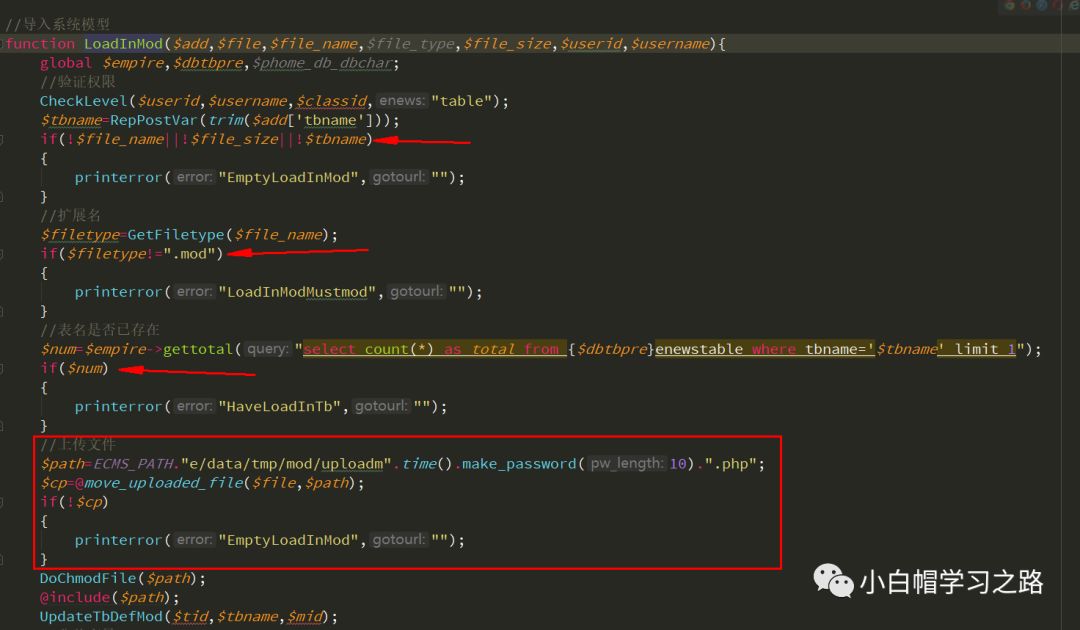 //导入系统模型
function LoadInMod($add,$file,$file_name,$file_type,$file_size,$userid,$username){
global $empire,$dbtbpre,$phome_db_dbchar;
//验证权限
CheckLevel($userid,$username,$classid, enews: "table");
$tbname=RepPostVar(trim($add['tbname']));
if(!$file_name||!$file_size||!$tbname)
{
printerror( error: "EmptyLoadInMod", gotourl: "");
}
//扩展名
$filetype=GetFiletype($file_name);
if($filetype!=".mod")
{
printerror( error: "LoadInModMustmod", gotourl: "");
}
//表名是否已存在
$num=$empire->gettotal( query: "select count(*) as total from {$dbtbpre}enewstable where tbname='$tbname' limit 1");
if($num)
{
printerror( error: "HaveLoadInTb", gotourl: "");
}
//上传文件
$path=ECMS_PATH."e/data/tmp/mod/uploadm".time().make_password( pw_length: 10).".php";
$cp=@move_uploaded_file($file,$path);
if(!$cp)
{
printerror( error: "EmptyLoadInMod", gotourl: "");
}
DoChmodFile($path);
@include($path);
UpdateTbDefMod($tid,$tbname,$mid);
小白帽学习之路